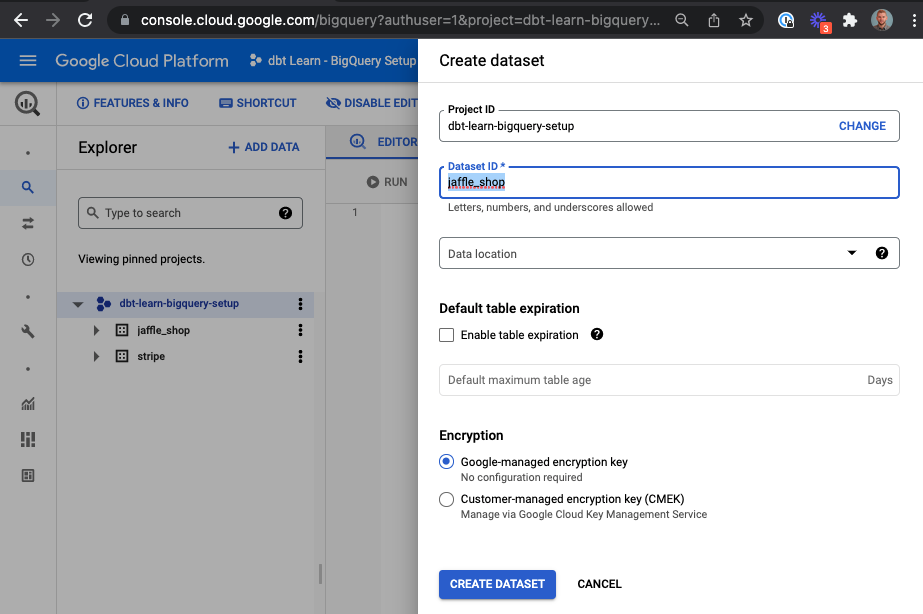 console.cloud.google.com/bigquery?authuser=1&project=dbt-learn-bigquery...
3
Google Cloud Platform
dbt Learn - BigQuery Setup
FEATURES & INFO
SHORTCUT
DISABLE EDIT
Explorer
+ ADD DATA
EDITOR
RUN
Type to search
1
Viewing pinned projects.
dbt-learn-bigquery-setup
jaffle_shop
stripe
Create dataset
Project ID
dbt-learn-bigquery-setup
CHANGE
Dataset ID *
jaffle_shop
Letters, numbers, and underscores allowed
Data location
Default table expiration
Enable table expiration
Default maximum table age
Days
Encryption
Google-managed encryption key
No configuration required
Customer-managed encryption key (CMEK)
Manage via Google Cloud Key Management Service
CREATE DATASET
CANCEL